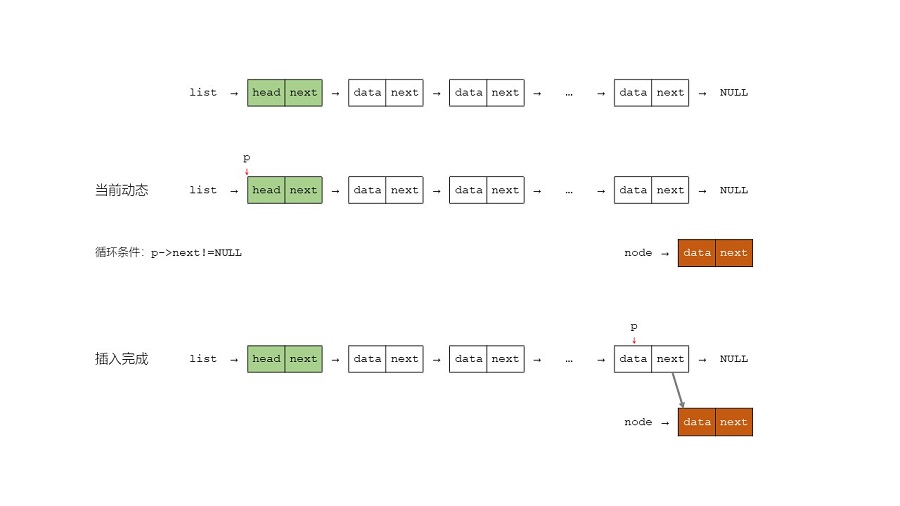 list → head next → data next → data next → … → data next → NULL
p
当前动态 list → head next → data next → data next → … → data next → NULL
循环条件：p->next!=NULL node → data next
p
插入完成 list → head next → data next → data next → … → data next → NULL
node → data next